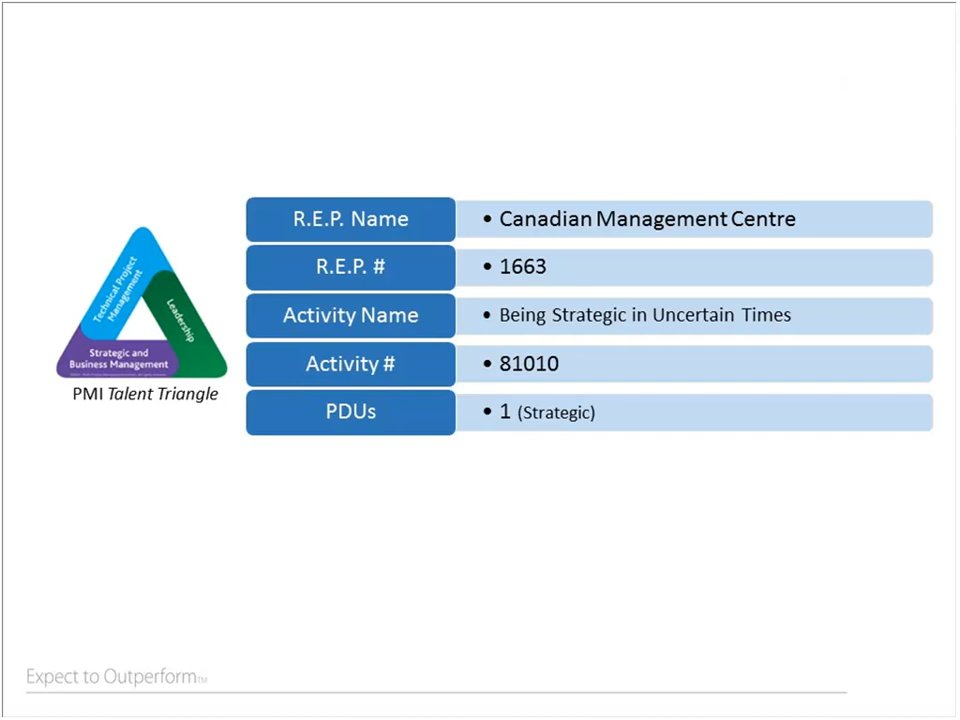 R.E.P. Name
• Canadian Management Centre
R.E.P. #
• 1663
Activity Name
• Being Strategic in Uncertain Times
Activity #
• 81010
PDUs
• 1 (Strategic)
Technical Project
Management
Leadership
Strategic and
Business Management
PMI Talent Triangle
Expect to Outperform™